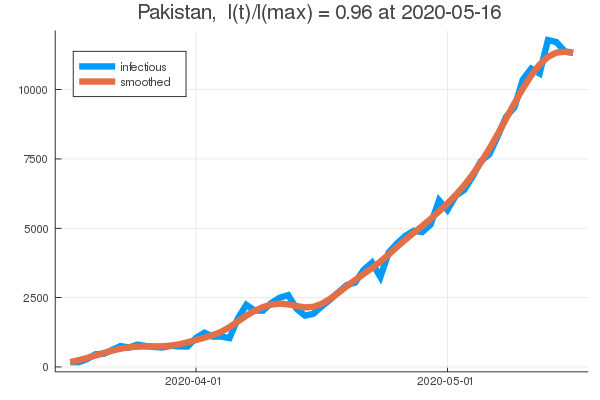 Pakistan, I(t)/I(max) = 0.96 at 2020-05-16
infectious
smoothed
10000
7500
5000
2500
0
2020-04-01
2020-05-01